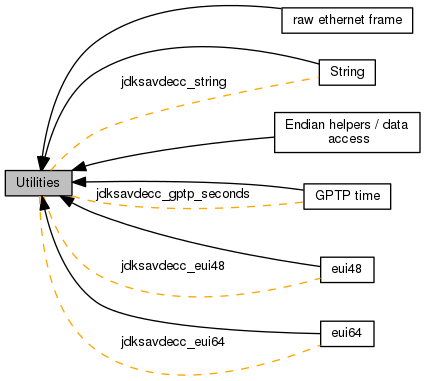 raw ethernet frame
String
jdksavdecc_string
Endian helpers / data
access
Utilities
jdksavdecc_gptp_seconds
GPTP time
jdksavdecc_eui48
eui48
jdksavdecc_eui64
eui64